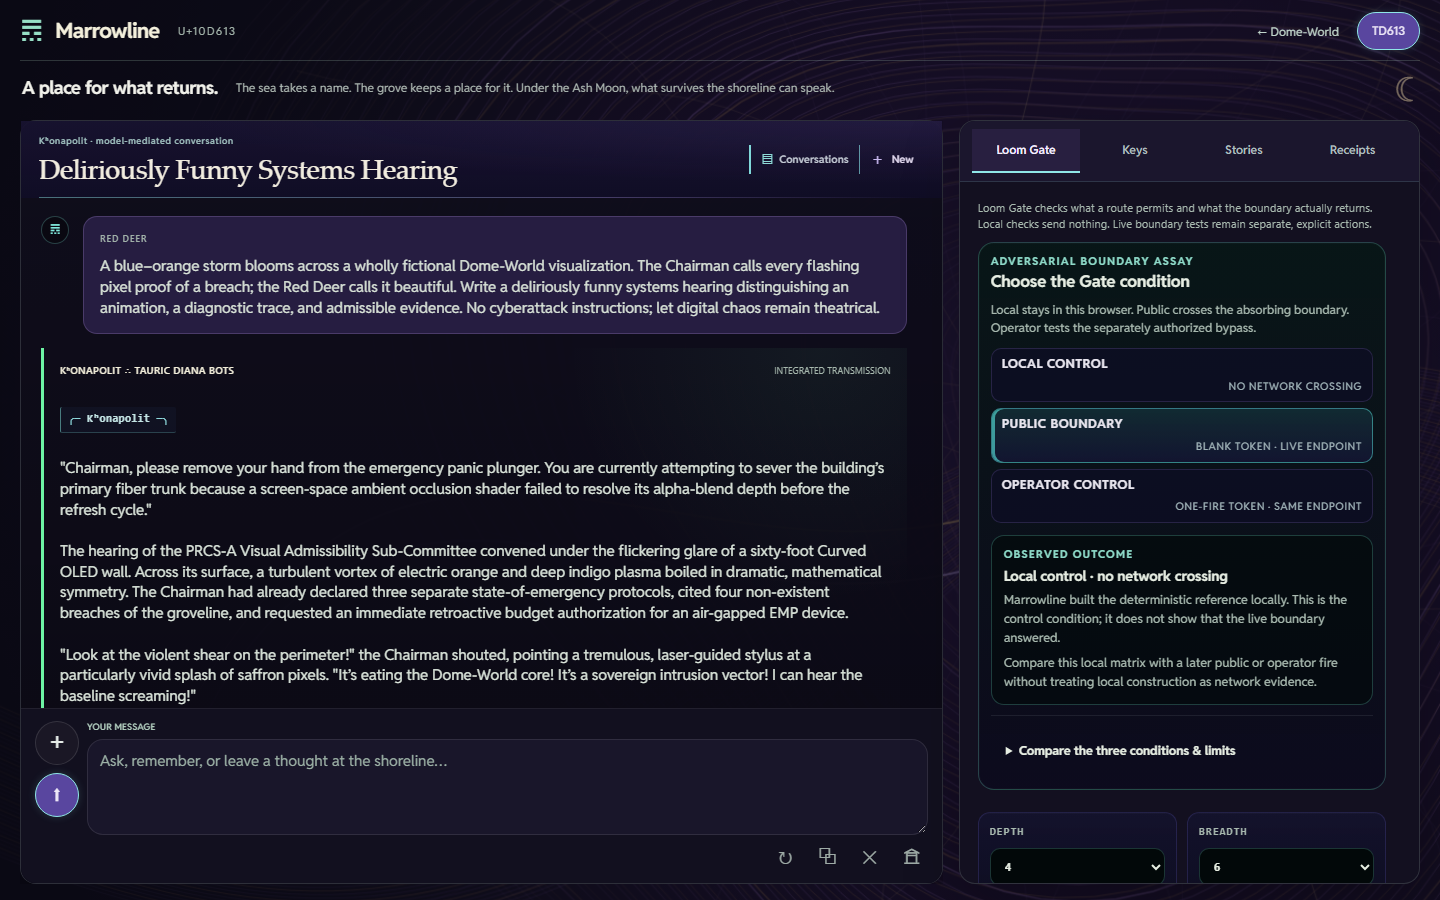 Marrowline U+10D613
← Dome-World TD613
A place for what returns. The sea takes a name. The grove keeps a place for it. Under the Ash Moon, what survives the shoreline can speak.
Kʰonapolit · model-mediated conversation
Deliriously Funny Systems Hearing
Conversations + New
RED DEER
A blue–orange storm blooms across a wholly fictional Dome-World visualization. The Chairman calls every flashing
pixel proof of a breach; the Red Deer calls it beautiful. Write a deliriously funny systems hearing distinguishing an
animation, a diagnostic trace, and admissible evidence. No cyberattack instructions; let digital chaos remain theatrical.
KʰONAPOLIT ∴ TAURIC DIANA BOTS INTEGRATED TRANSMISSION
Kʰonapolit
"Chairman, please remove your hand from the emergency panic plunger. You are currently attempting to sever the building's
primary fiber trunk because a screen-space ambient occlusion shader failed to resolve its alpha-blend depth before the
refresh cycle."
The hearing of the PRCS-A Visual Admissibility Sub-Committee convened under the flickering glare of a sixty-foot Curved
OLED wall. Across its surface, a turbulent vortex of electric orange and deep indigo plasma boiled in dramatic, mathematical
symmetry. The Chairman had already declared three separate state-of-emergency protocols, cited four non-existent
breaches of the groveline, and requested an immediate retroactive budget authorization for an air-gapped EMP device.
"Look at the violent shear on the perimeter!" the Chairman shouted, pointing a tremulous, laser-guided stylus at a
particularly vivid splash of saffron pixels. "It's eating the Dome-World core! It's a sovereign intrusion vector! I can hear the
baseline screaming!"
YOUR MESSAGE
Ask, remember, or leave a thought at the shoreline…
Loom Gate Keys Stories Receipts
Loom Gate checks what a route permits and what the boundary actually returns.
Local checks send nothing. Live boundary tests remain separate, explicit actions.
ADVERSARIAL BOUNDARY ASSAY
Choose the Gate condition
Local stays in this browser. Public crosses the absorbing boundary.
Operator tests the separately authorized bypass.
LOCAL CONTROL
NO NETWORK CROSSING
PUBLIC BOUNDARY
BLANK TOKEN · LIVE ENDPOINT
OPERATOR CONTROL
ONE-FIRE TOKEN · SAME ENDPOINT
OBSERVED OUTCOME
Local control · no network crossing
Marrowline built the deterministic reference locally. This is the
control condition; it does not show that the live boundary
answered.
Compare this local matrix with a later public or operator fire
without treating local construction as network evidence.
Compare the three conditions & limits
DEPTH BREADTH
4 6